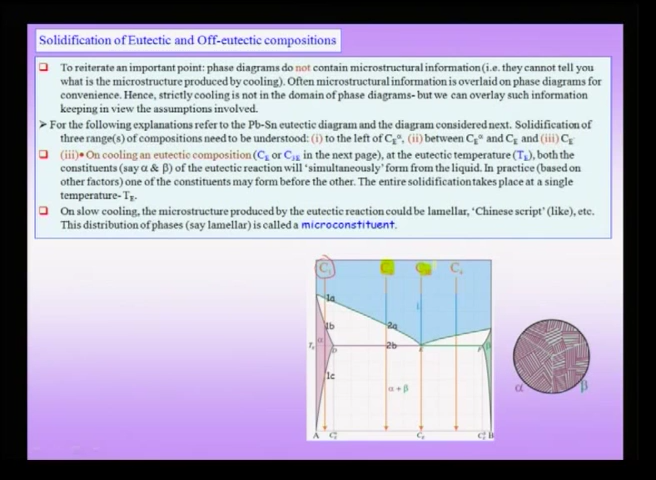 Solidification of Eutectic and Off-eutectic compositions
To reiterate an important point: phase diagrams do not contain microstructural information (i.e. they cannot tell you
what is the microstructure produced by cooling). Often microstructural information is overlaid on phase diagrams for
convenience. Hence, strictly cooling is not in the domain of phase diagrams- but we can overlay such information
keeping in view the assumptions involved.
For the following explanations refer to the Pb-Sn eutectic diagram and the diagram considered next. Solidification of
three range(s) of compositions need to be understood: (i) to the left of C_E^α, (ii) between C_E^α and C_E and (iii) C_E
(iii)• On cooling an eutectic composition (C_E or in the next page), at the eutectic temperature (T_E), both the
constituents (say α & β) of the eutectic reaction will 'simultaneously' form from the liquid. In practice (based on
other factors) one of the constituents may form before the other. The entire solidification takes place at a single
temperature- T_E.
On slow cooling, the microstructure produced by the eutectic reaction could be lamellar, 'Chinese script' (like), etc.
This distribution of phases (say lamellar) is called a microconstituent.
C₁
1a
1b
2a
2b
1c
α + β
α β
A
B